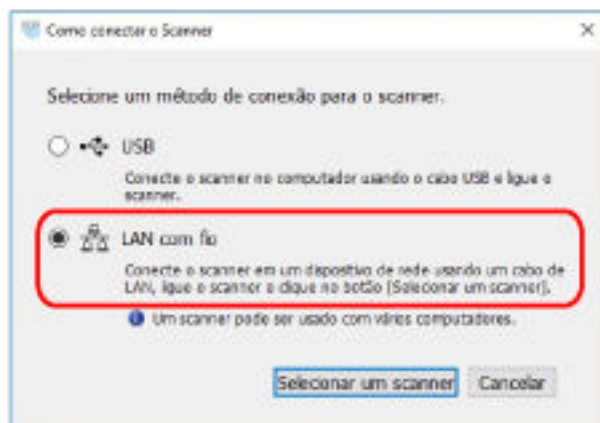 Como conectar o Scanner
Selecione um método de conexão para o scanner.
USB
Conecte o scanner no computador usando o cabo USB e ligue o
scanner.
LAN com fio
Conecte o scanner em um dispositivo de rede usando um cabo de
LAN, ligue o scanner e clique no botão [Selecionar um scanner].
Um scanner pode ser usado com vários computadores.
Selecionar um scanner Cancelar